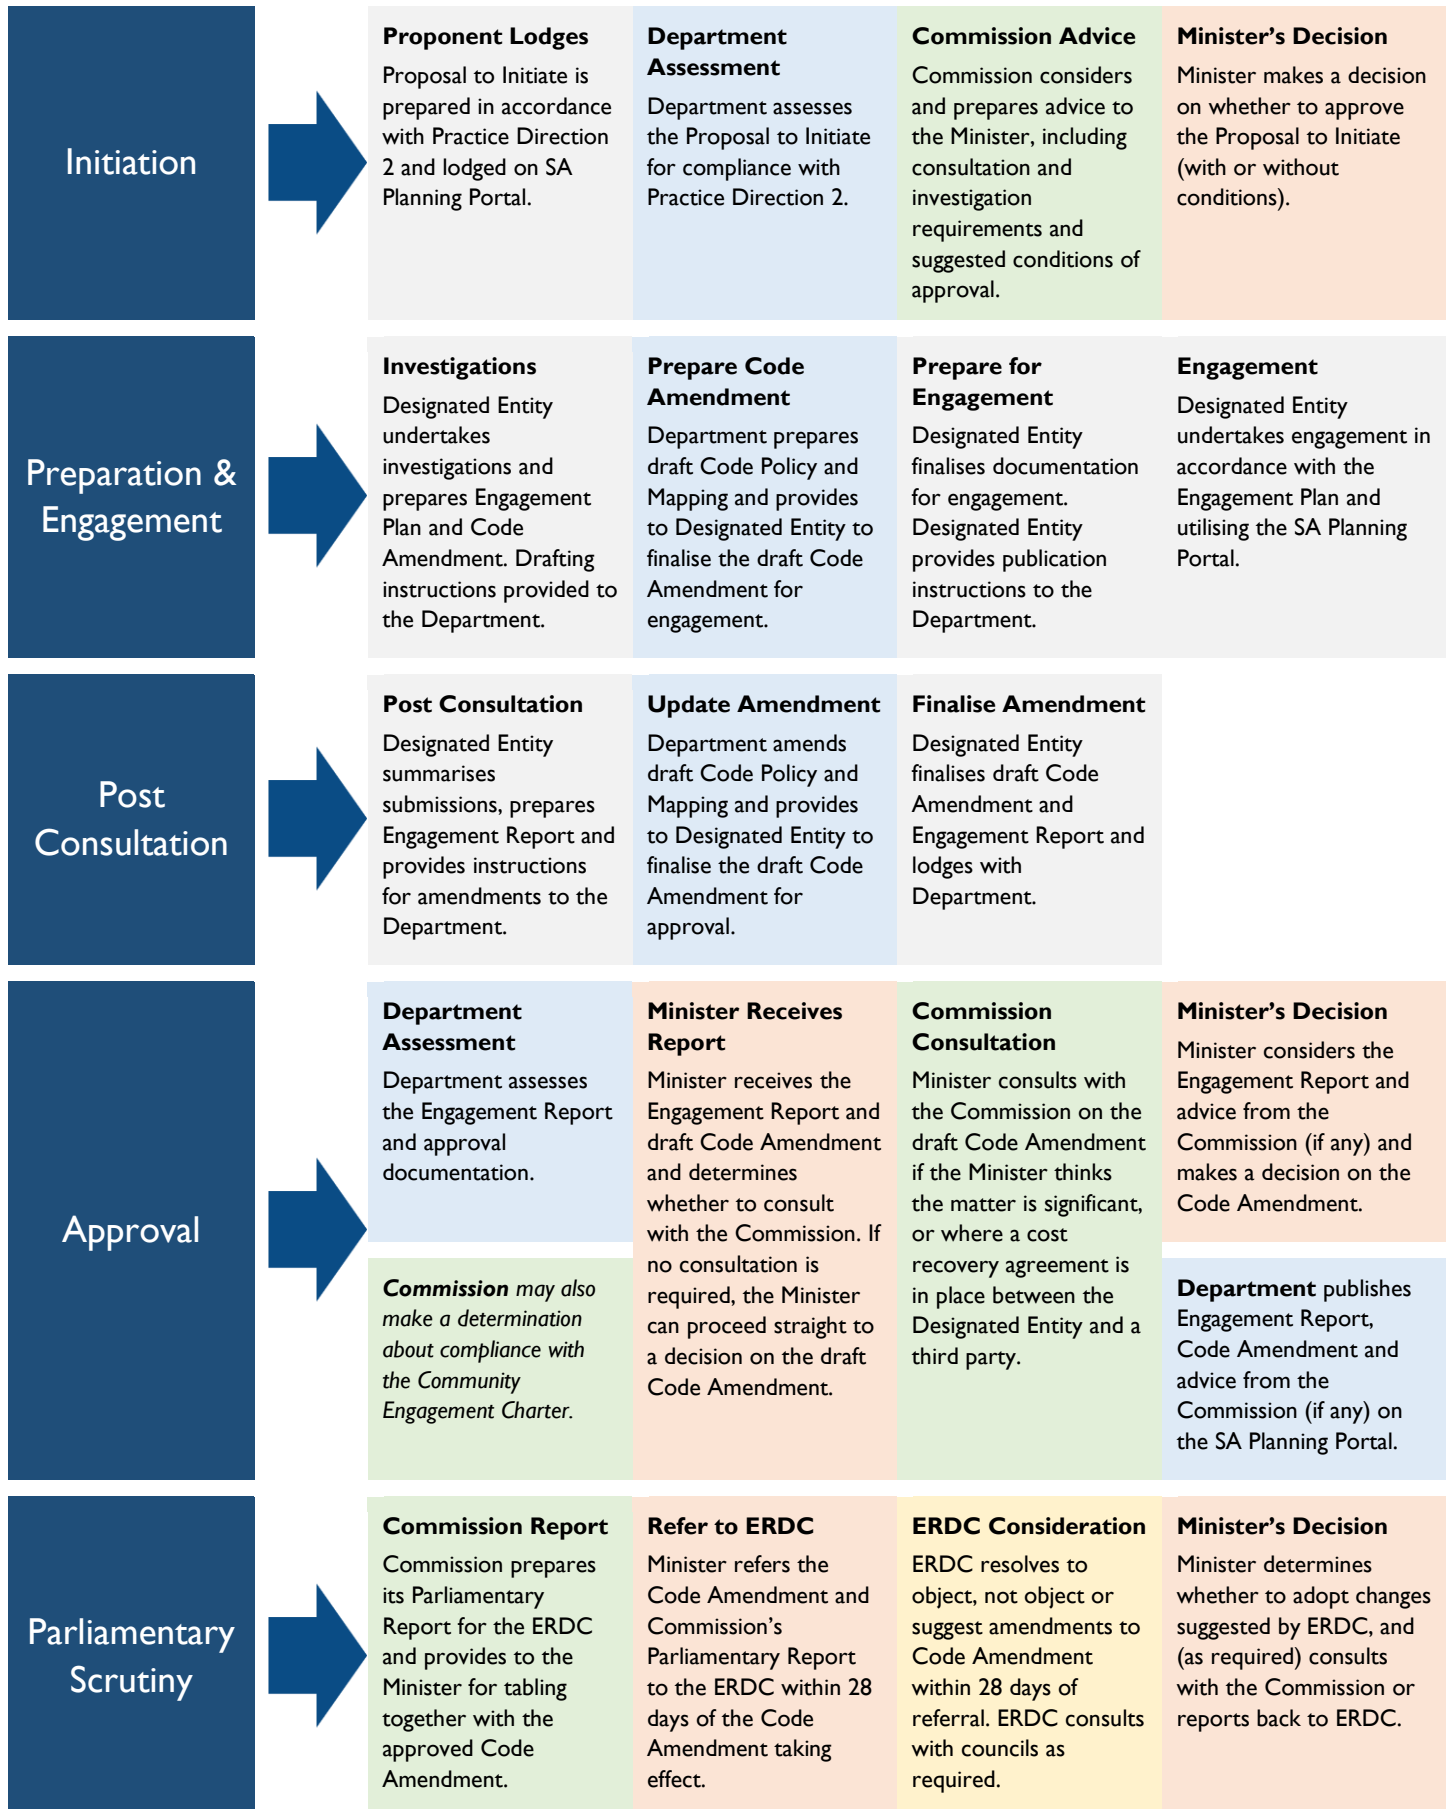 Initiation
Proponent Lodges
Proposal to Initiate is
prepared in accordance
with Practice Direction
2 and lodged on SA
Planning Portal.
Department
Assessment
Department assesses
the Proposal to Initiate
for compliance with
Practice Direction 2.
Commission Advice
Commission considers
and prepares advice to
the Minister, including
consultation and
investigation
requirements and
suggested conditions of
approval.
Minister’s Decision
Minister makes a decision
on whether to approve
the Proposal to Initiate
(with or without
conditions).
Preparation &
Engagement
Investigations
Designated Entity
undertakes
investigations and
prepares Engagement
Plan and Code
Amendment. Drafting
instructions provided to
the Department.
Prepare Code
Amendment
Department prepares
draft Code Policy and
Mapping and provides
to Designated Entity to
finalise the draft Code
Amendment for
engagement.
Prepare for
Engagement
Designated Entity
finalises documentation
for engagement.
Designated Entity
provides publication
instructions to the
Department.
Engagement
Designated Entity
undertakes engagement in
accordance with the
Engagement Plan and
utilising the SA Planning
Portal.
Post
Consultation
Post Consultation
Designated Entity
summarises
submissions, prepares
Engagement Report and
provides instructions
for amendments to the
Department.
Update Amendment
Department amends
draft Code Policy and
Mapping and provides
to Designated Entity to
finalise the draft Code
Amendment for
approval.
Finalise Amendment
Designated Entity
finalises draft Code
Amendment and
Engagement Report and
lodges with
Department.
Approval
Department
Assessment
Department assesses
the Engagement Report
and approval
documentation.
Commission may also
make a determination
about compliance with
the Community
Engagement Charter.
Minister Receives
Report
Minister receives the
Engagement Report and
draft Code Amendment
and determines
whether to consult
with the Commission. If
no consultation is
required, the Minister
can proceed straight to
a decision on the draft
Code Amendment.
Commission
Consultation
Minister consults with
the Commission on the
draft Code Amendment
if the Minister thinks
the matter is significant,
or where a cost
recovery agreement is
in place between the
Designated Entity and a
third party.
Minister’s Decision
Minister considers the
Engagement Report and
advice from the
Commission (if any) and
makes a decision on the
Code Amendment.
Department publishes
Engagement Report,
Code Amendment and
advice from the
Commission (if any) on
the SA Planning Portal.
Parliamentary
Scrutiny
Commission Report
Commission prepares
its Parliamentary
Report for the ERDC
and provides to the
Minister for tabling
together with the
approved Code
Amendment.
Refer to ERDC
Minister refers the
Code Amendment and
Commission’s
Parliamentary Report
to the ERDC within 28
days of the Code
Amendment taking
effect.
ERDC Consideration
ERDC resolves to
object, not object or
suggest amendments to
Code Amendment
within 28 days of
referral. ERDC consults
with councils as
required.
Minister’s Decision
Minister determines
whether to adopt changes
suggested by ERDC, and
(as required) consults
with the Commission or
reports back to ERDC.